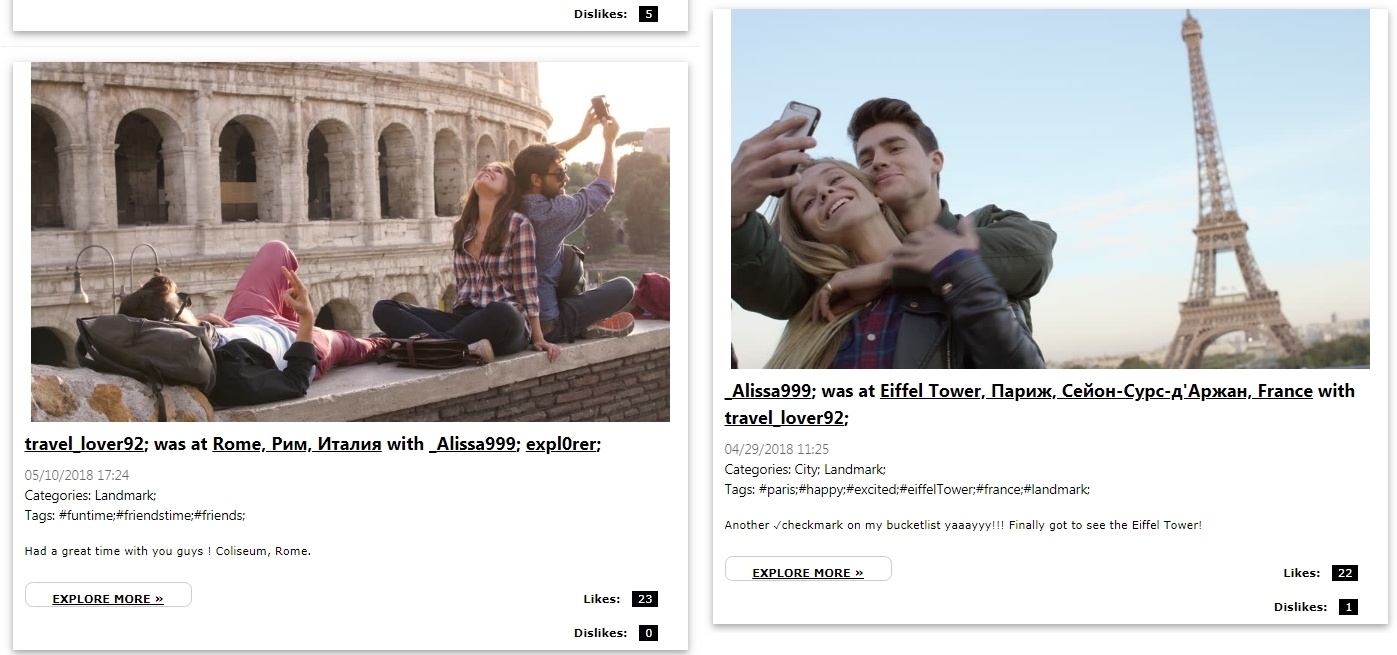 Dislikes: 5
travel_lover92; was at Rome, Рим, Италия with _Alissa999; expl0rer;
05/10/2018 17:24
Categories: Landmark;
Tags: #funtime;#friendstime;#friends;
Had a great time with you guys ! Coliseum, Rome.
EXPLORE MORE »
Likes: 23
Dislikes: 0
_Alissa999; was at Eiffel Tower, Париж, Сейон-Сурс-д'Аржан, France with
travel_lover92;
04/29/2018 11:25
Categories: City; Landmark;
Tags: #paris;#happy;#excited;#eiffelTower;#france;#landmark;
Another ✓checkmark on my bucketlist yaaayyy!!! Finally got to see the Eiffel Tower!
EXPLORE MORE »
Likes: 22
Dislikes: 1